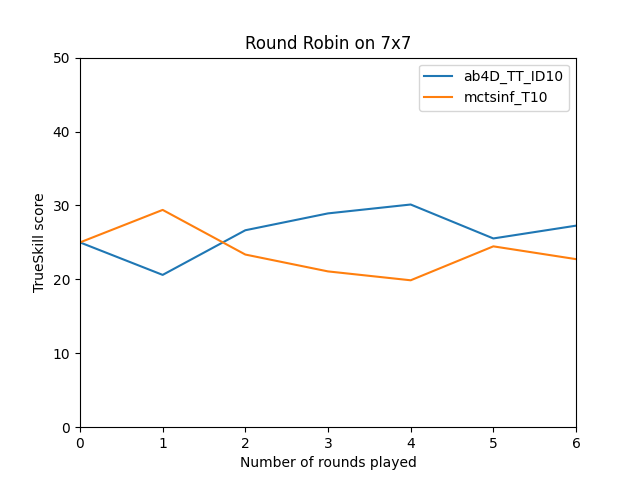 Round Robin on 7x7
ab4D_TT_ID10
mctsinf_T10
TrueSkill score
50
40
30
20
10
0
0 1 2 3 4 5 6
Number of rounds played